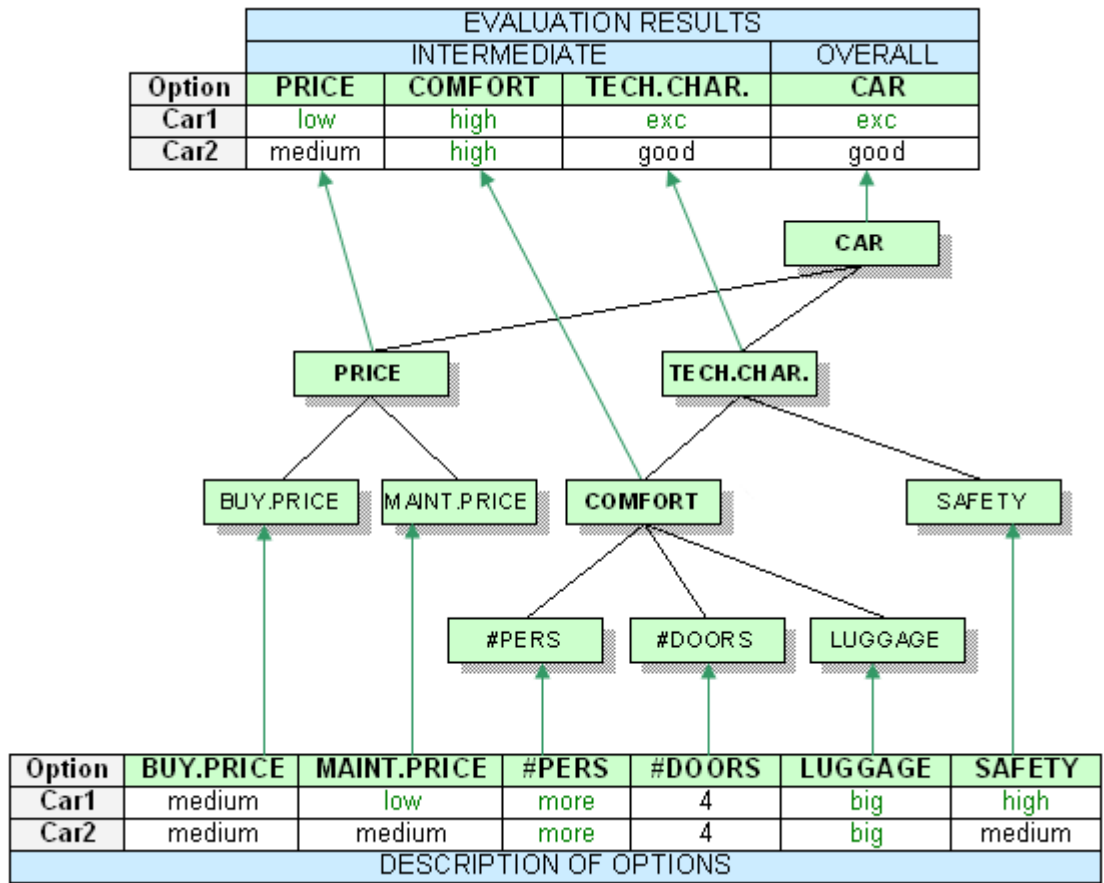 EVALUATION RESULTS
INTERMEDIATE OVERALL
Option PRICE COMFORT TECH.CHAR. CAR
Car1 low high exc exc
Car2 medium high good good
CAR
PRICE TECH.CHAR.
BUY.PRICE MAINT.PRICE COMFORT SAFETY
#PERS #DOORS LUGGAGE
Option BUY.PRICE MAINT.PRICE #PERS #DOORS LUGGAGE SAFETY
Car1 medium low more 4 big high
Car2 medium medium more 4 big medium
DESCRIPTION OF OPTIONS